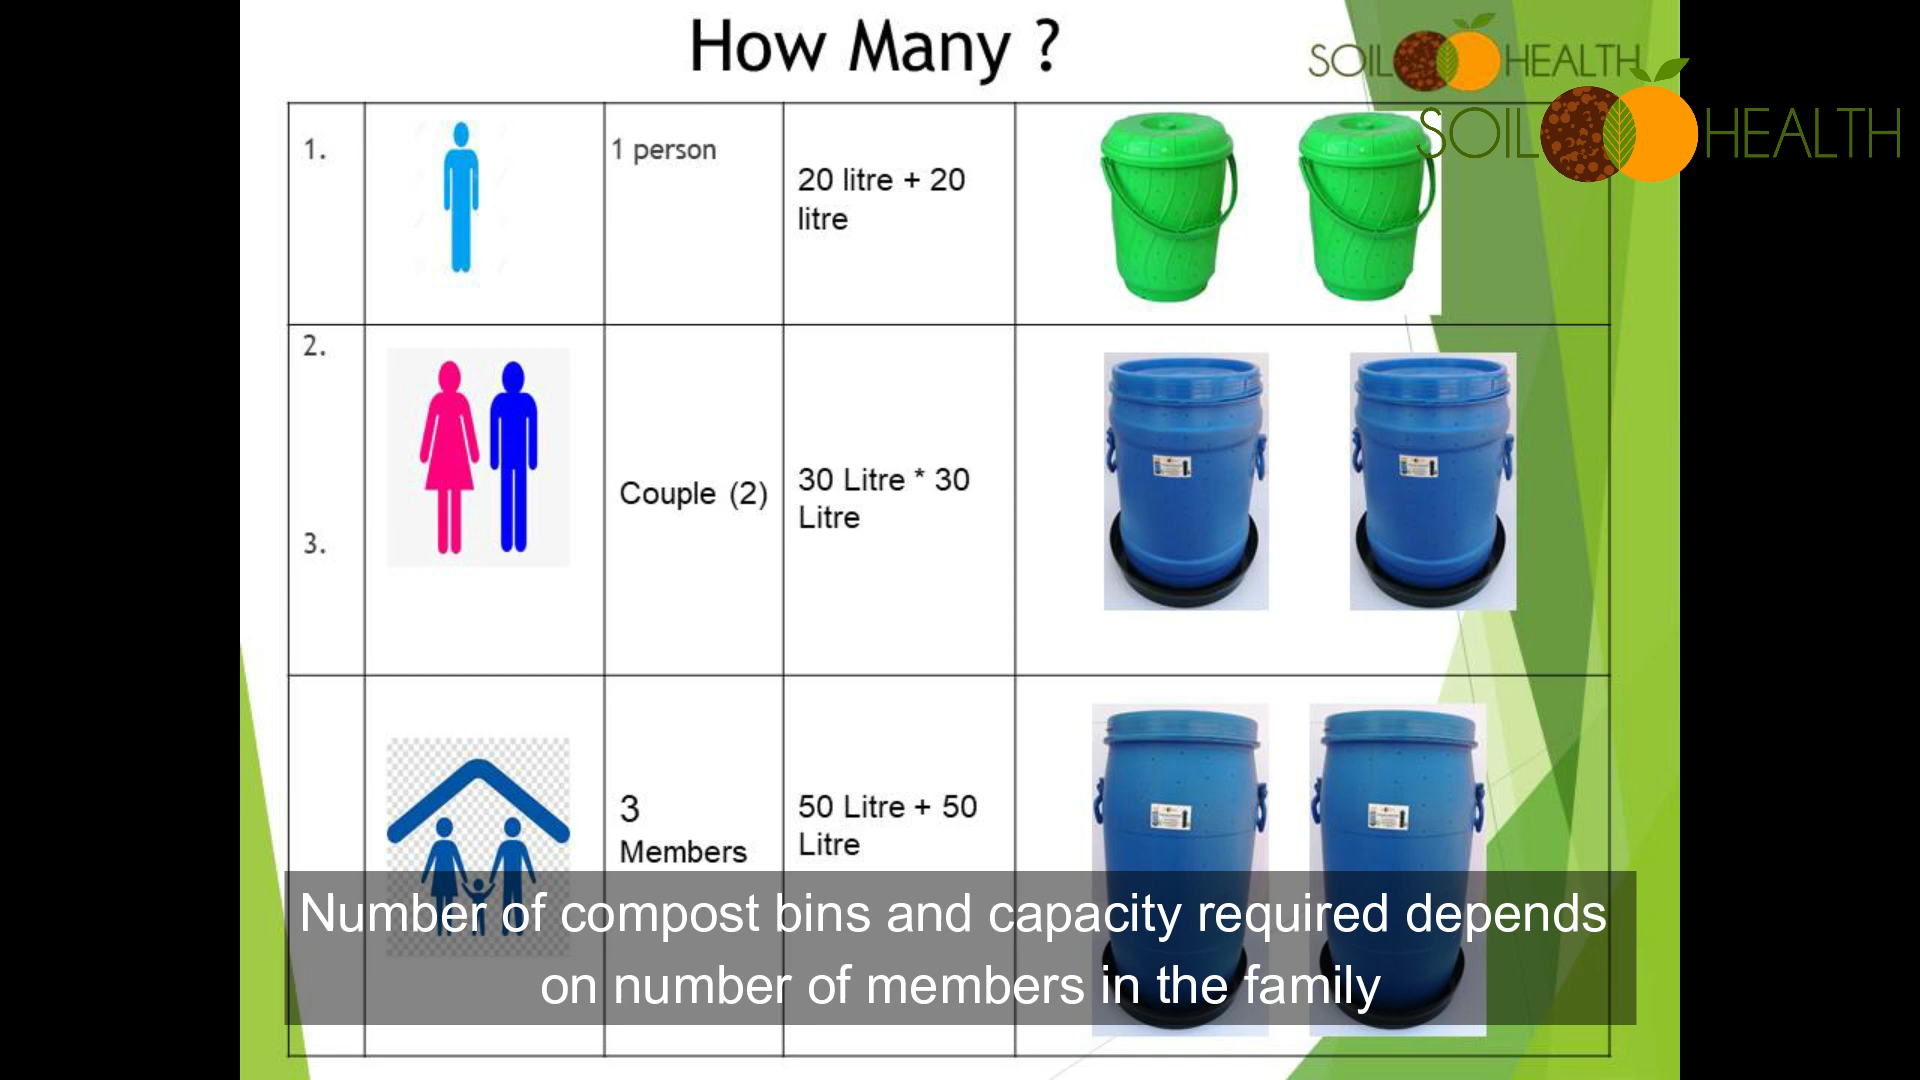 How Many ?
SOIL HEALTH
SOIL HEALTH
1.
1 person
20 litre + 20
litre
2.
Couple (2)
30 Litre * 30
Litre
3.
3
Members
50 Litre + 50
Litre
Number of compost bins and capacity required depends
on number of members in the family